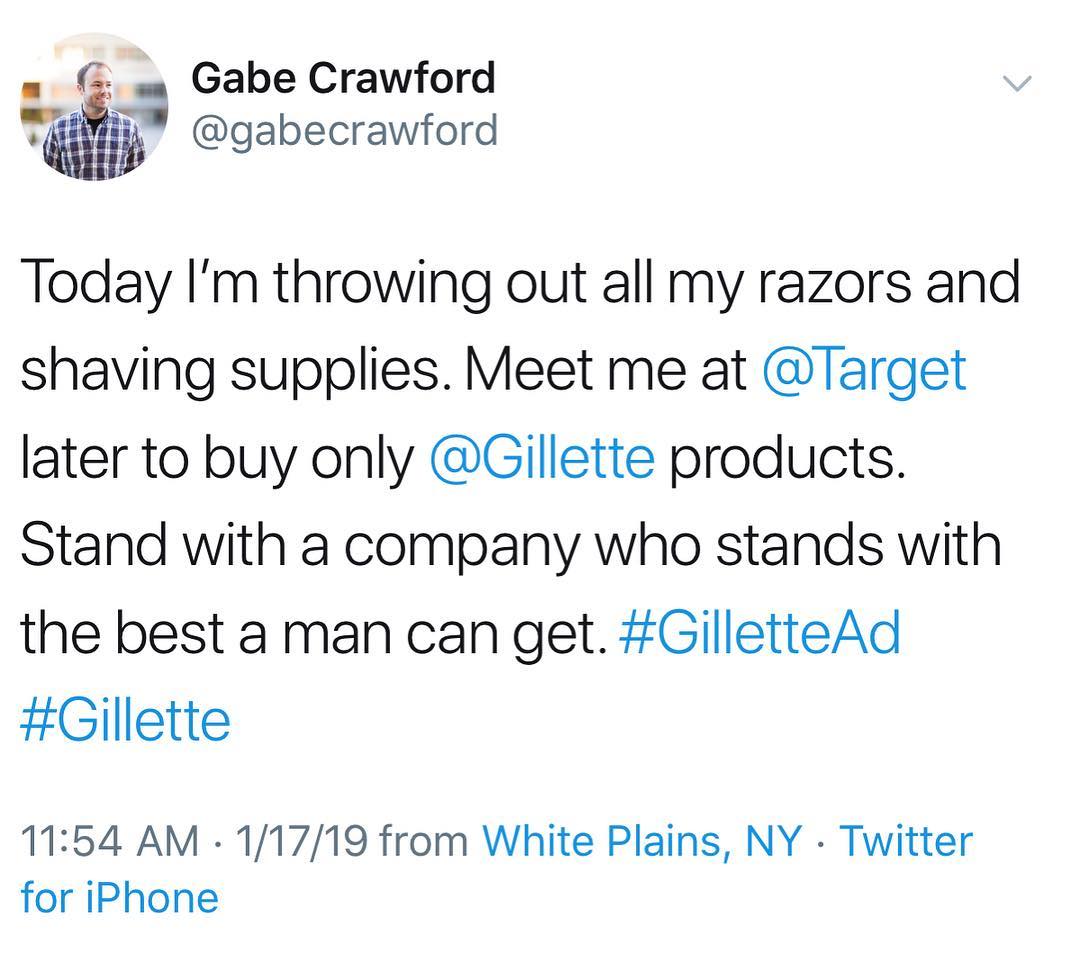 Gabe Crawford
@gabecrawford
Today I’m throwing out all my razors and
shaving supplies. Meet me at @Target
later to buy only @Gillette products.
Stand with a company who stands with
the best a man can get. #GilletteAd
#Gillette
11:54 AM · 1/17/19 from White Plains, NY · Twitter
for iPhone